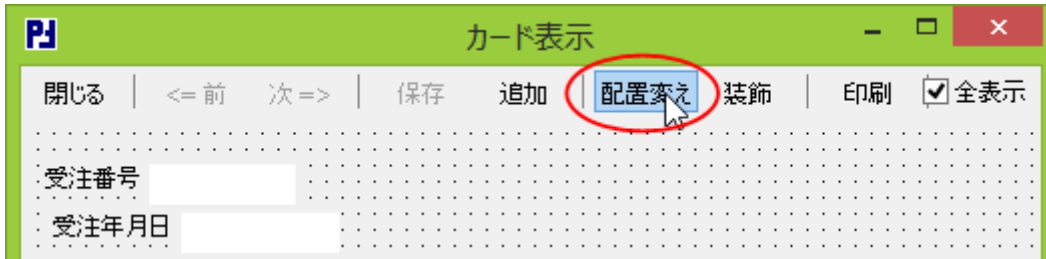 カード表示
閉じる <= 前 次 => 保存 追加 配置変え 装飾 印刷 全表示
受注番号
受注年月日